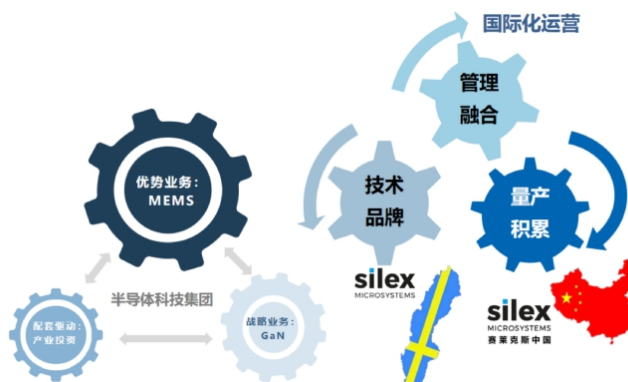 国际化运营
管理
融合
优势业务：
MEMS
技术
品牌
量产
积累
半导体科技集团
配套驱动：
产业投资
战略业务：
GaN
silex
MICROSYSTEMS
silex
MICROSYSTEMS
赛莱克斯中国